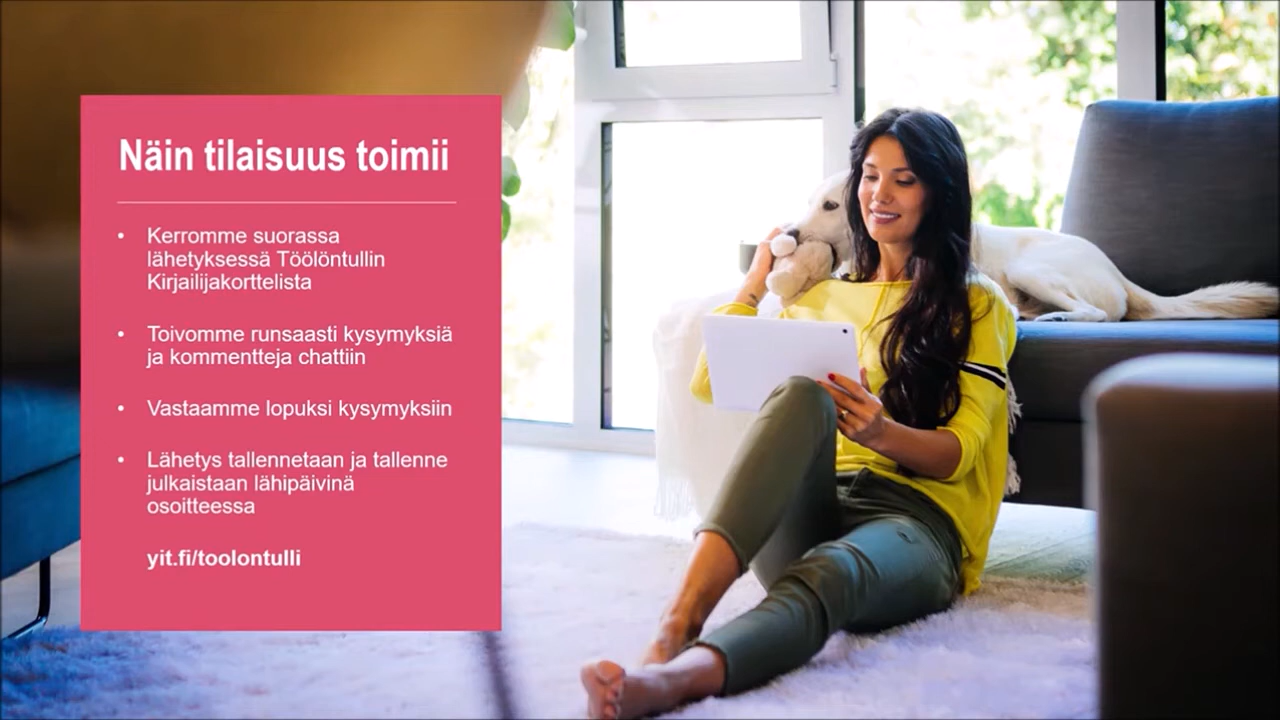 Näin tilaisuus toimii
• Kerromme suorassa
lähetyksessä Töölöntullin
Kirjailijakorttelista
• Toivomme runsaasti kysymyksiä
ja kommentteja chattiin
• Vastaamme lopuksi kysymyksiin
• Lähetys tallennetaan ja tallenne
julkaistaan lähipäivinä
osoitteessa
yit.fi/toolontulli